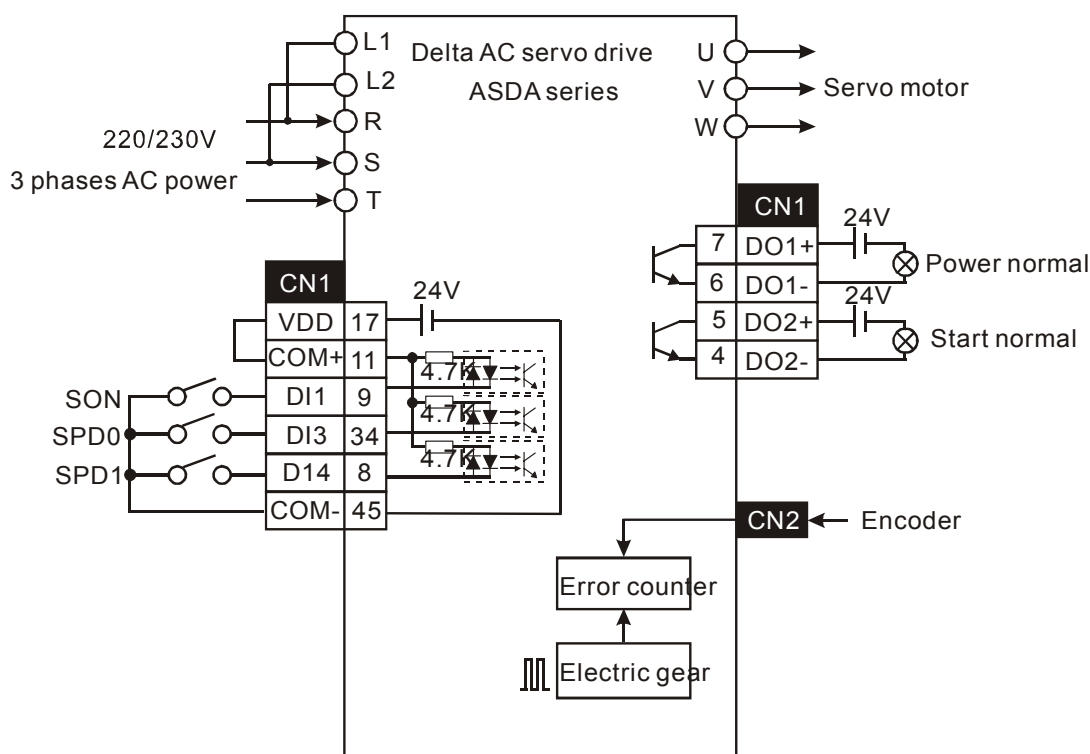 L1
Delta AC servo drive
U
L2
ASDA series
V
Servo motor
R
W
220/230V
S
3 phases AC power
T
CN1
24V
7 DO1+
Power normal
6 DO1-
24V
5 DO2+
Start normal
4 DO2-
CN1
24V
VDD 17
COM+ 11
4.7K
SON
DI1 9
4.7K
SPD0
DI3 34
4.7K
SPD1
D14 8
COM- 45
CN2
Encoder
Error counter
Electric gear